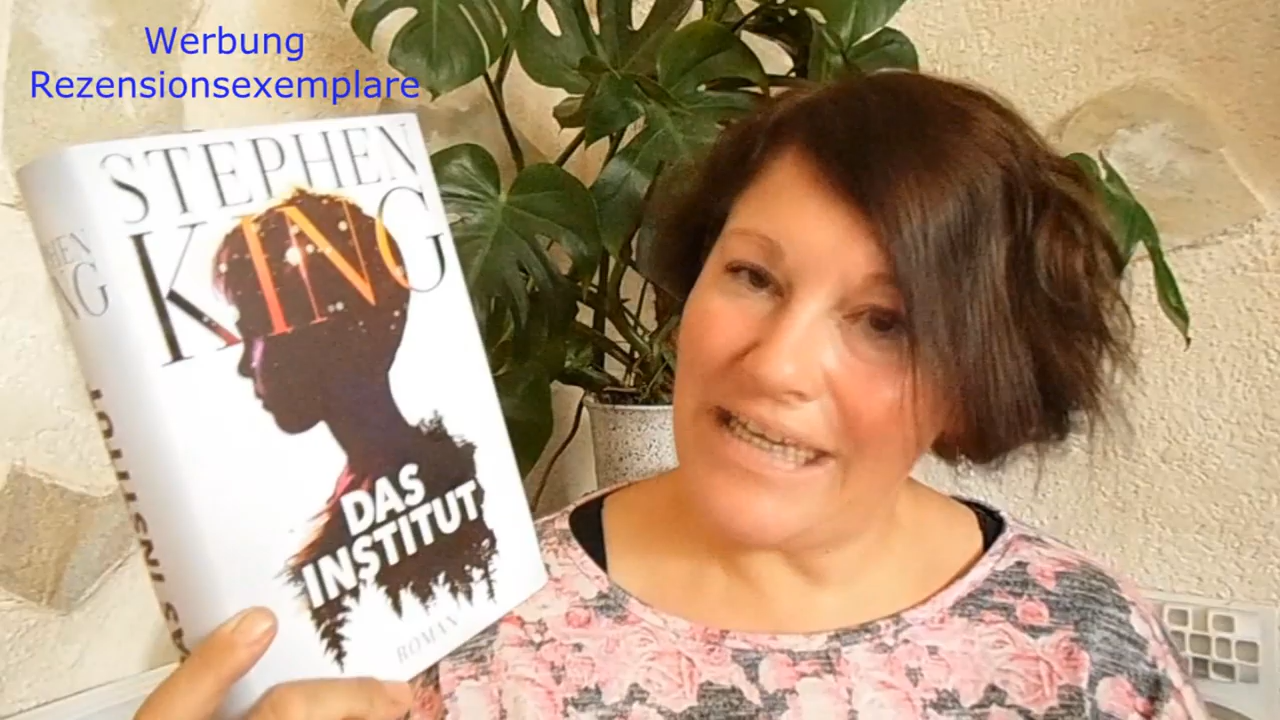 Werbung
Rezensionsexemplare
STEPHEN
KING
DAS
INSTITUT
ROMAN